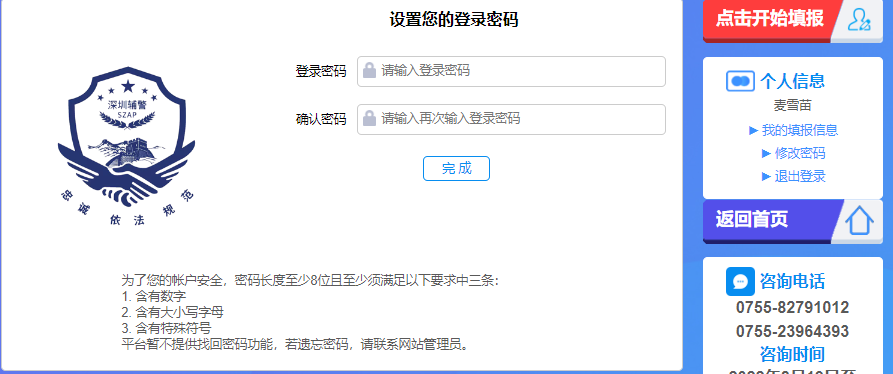 设置您的登录密码
登录密码 请输入登录密码
确认密码 请输入再次输入登录密码
完 成
深圳辅警
SZAP
忠诚 依法 规范
为了您的帐户安全，密码长度至少8位且至少须满足以下要求中三条：
1. 含有数字
2. 含有大小写字母
3. 含有特殊符号
平台暂不提供找回密码功能，若遗忘密码，请联系网站管理员。
点击开始填报
个人信息
麦雪苗
▶ 我的填报信息
▶ 修改密码
▶ 退出登录
返回首页
咨询电话
0755-82791012
0755-23964393
咨询时间